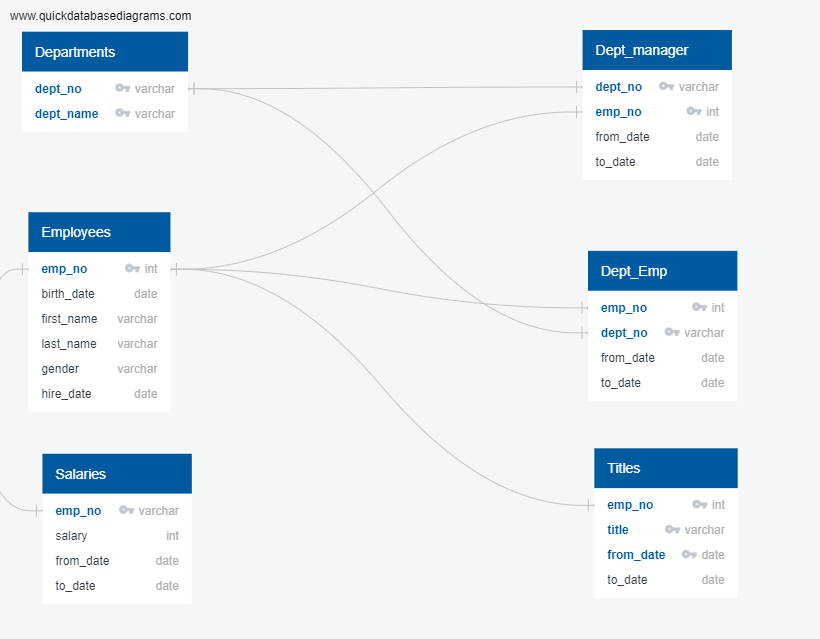 www.quickdatabasediagrams.com
Departments
dept_no varchar
dept_name varchar
Employees
emp_no int
birth_date date
first_name varchar
last_name varchar
gender varchar
hire_date date
Salaries
emp_no varchar
salary int
from_date date
to_date date
Dept_manager
dept_no varchar
emp_no int
from_date date
to_date date
Dept_Emp
emp_no int
dept_no varchar
from_date date
to_date date
Titles
emp_no int
title varchar
from_date date
to_date date